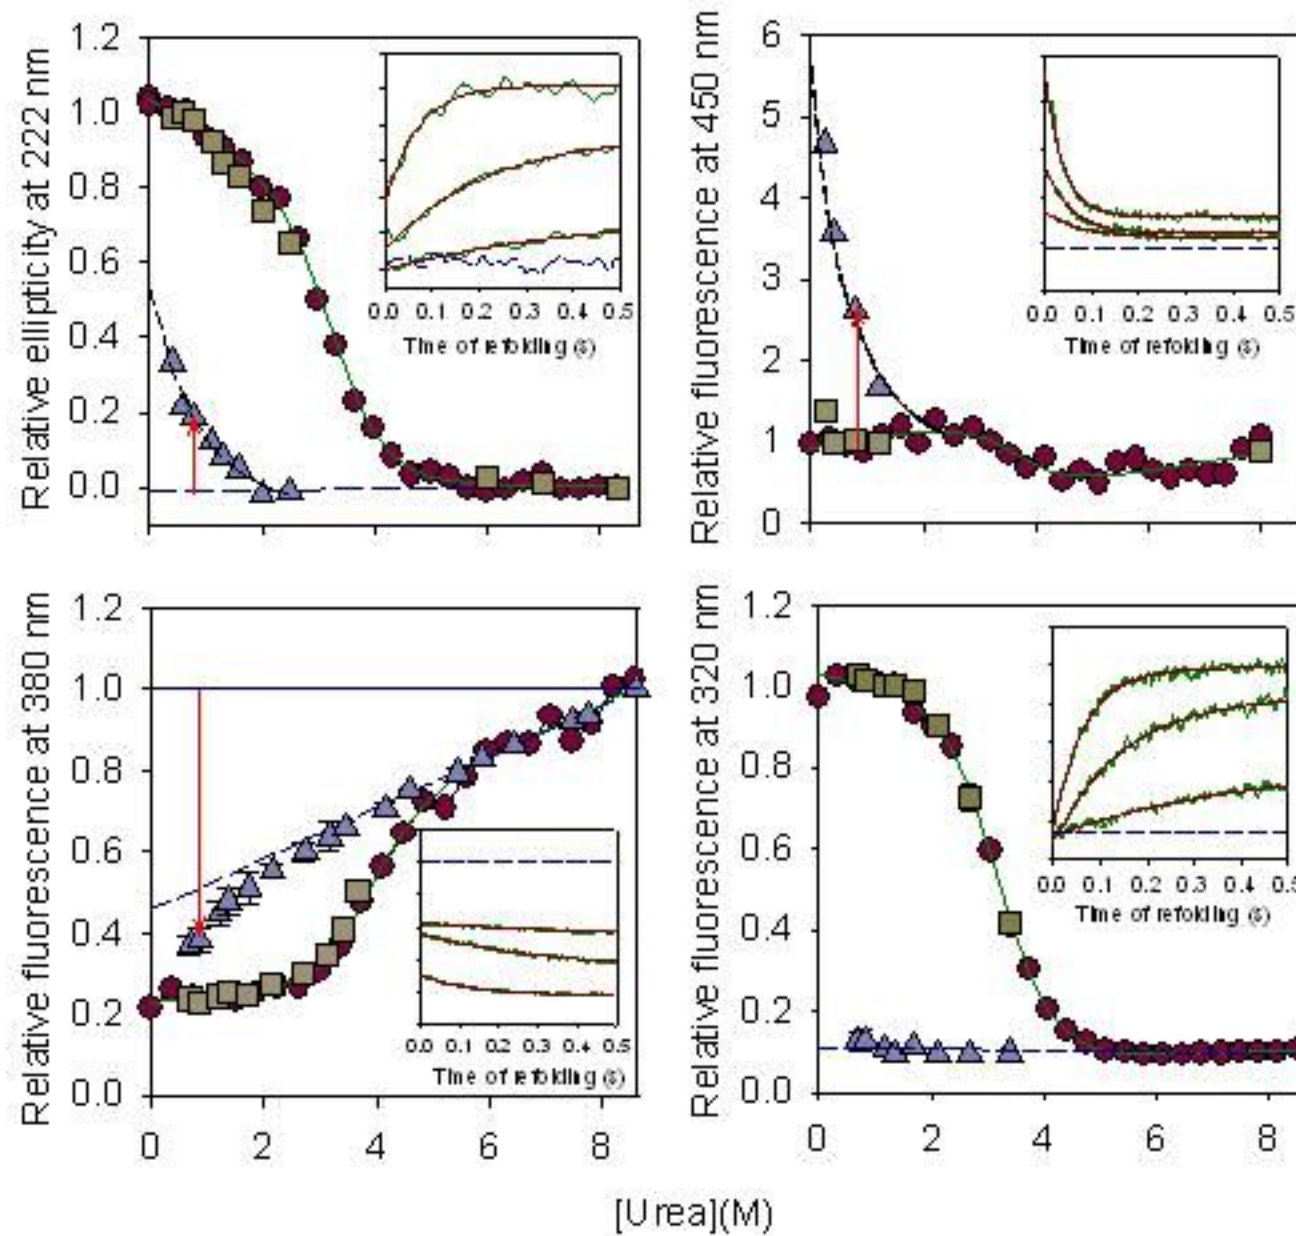 Relative ellipticity at 222 nm
1.2
1.0
0.8
0.6
0.4
0.2
0.0
0.0 0.1 0.2 0.3 0.4 0.5
Time of refolding (s)
Relative fluorescence at 450 nm
6
5
4
3
2
1
0
0.0 0.1 0.2 0.3 0.4 0.5
Time of refolding (s)
Relative fluorescence at 380 nm
1.2
1.0
0.8
0.6
0.4
0.2
0.0
0.0 0.1 0.2 0.3 0.4 0.5
Time of refolding (s)
0 2 4 6 8
Relative fluorescence at 320 nm
1.2
1.0
0.8
0.6
0.4
0.2
0.0
0.0 0.1 0.2 0.3 0.4 0.5
Time of refolding (s)
0 2 4 6 8
[Urea](M)